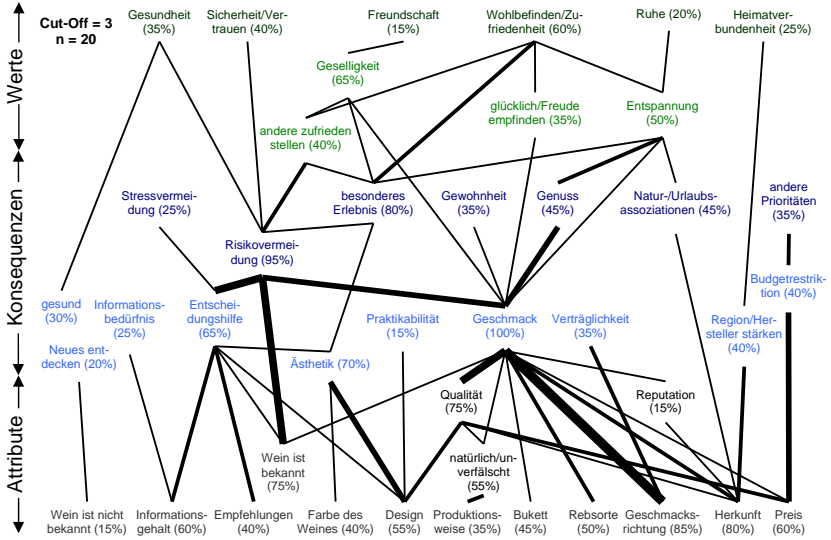 Cut-Off = 3
n = 20
Gesundheit
(35%)
Sicherheit/Ver-
trauen (40%)
Freundschaft
(15%)
Wohlbefinden/Zu-
friedenheit (60%)
Ruhe (20%)
Heimatver-
bundenheit (25%)
Werte
Geselligkeit
(65%)
andere zufrieden
stellen (40%)
glücklich/Freude
empfinden (35%)
Entspannung
(50%)
Konsequenzen
Stressvermei-
dung (25%)
besonderes
Erlebnis (80%)
Gewohnheit
(35%)
Genuss
(45%)
Natur-/Urlaubs-
assoziationen (45%)
andere
Prioritäten
(35%)
Risikovermei-
dung (95%)
Budgetrestrik-
tion (40%)
gesund
(30%)
Informations-
bedürfnis
(25%)
Entschei-
dungshilfe
(65%)
Praktikabilität
(15%)
Geschmack
(100%)
Verträglichkeit
(35%)
Region/Her-
steller stärken
(40%)
Neues ent-
decken (20%)
Ästhetik (70%)
Attribute
Qualität
(75%)
Reputation
(15%)
Wein ist
bekannt
(75%)
natürlich/un-
verfälscht
(55%)
Wein ist nicht
bekannt (15%)
Informations-
gehalt (60%)
Empfehlungen
(40%)
Farbe des
Weines (40%)
Design
(55%)
Produktions-
weise (35%)
Bukett
(45%)
Rebsorte
(50%)
Geschmacks-
richtung (85%)
Herkunft
(80%)
Preis
(60%)